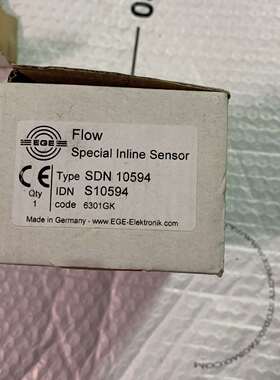 EGE
Flow
Special Inline Sensor
Type SDN 10594
IDN S10594
code 6301GK
CE
Qty
1
Made in Germany - www.EGE-Elektronik.com
0